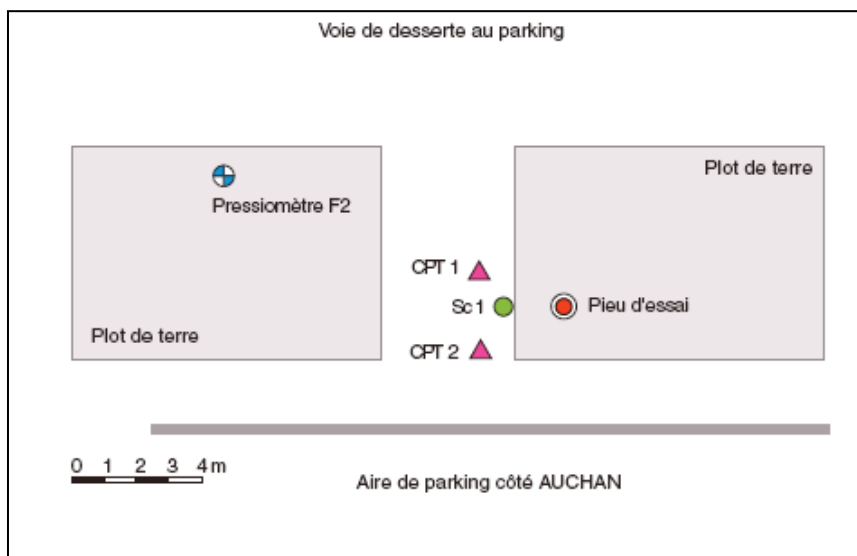 Voie de desserte au parking
Plot de terre
Pressiomètre F2
CPT 1
Sc 1
Pieu d'essai
Plot de terre
CPT 2
0 1 2 3 4 m
Aire de parking côté AUCHAN